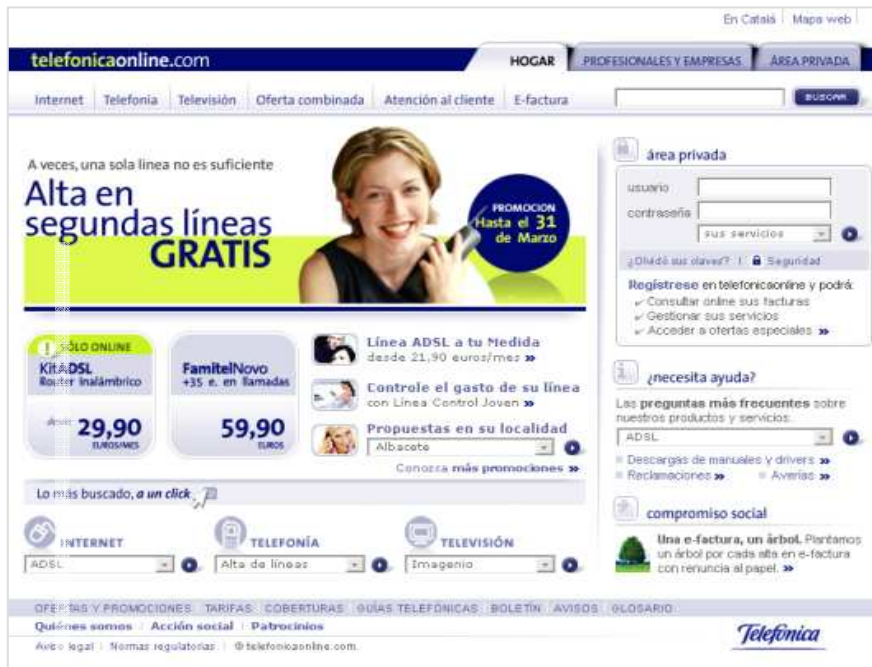 En Català | Mapa web
telefonicaonline.com
HOGAR
PROFESIONALES Y EMPRESAS
ÁREA PRIVADA
Internet | Telefonía | Televisión | Oferta combinada | Atención al cliente | E-factura
BUSCAR
A veces, una sola linea no es suficiente
Alta en
segundas líneas
GRATIS
PROMOCION
Hasta el 31
de Marzo
área privada
usuario
contraseña
sus servicios
¿Olvidó sus claves? | Seguridad
Regístrese en telefonicaonline y podrá:
Consultar online sus facturas
Gestionar sus servicios
Acceder a ofertas especiales »
¡ SÓLO ONLINE
KitADSL
Router inalámbrico
desde 29,90
EUROS/MES
FamitelNovo
+35 e. en llamadas
59,90
EUROS
Línea ADSL a tu Medida
desde 21,90 euros/mes »
Controle el gasto de su línea
con Línea Control Joven »
Propuestas en su localidad
Albacete
Conozca más promociones »
¿necesita ayuda?
Las preguntas más frecuentes sobre
nuestros productos y servicios.
ADSL
Descargas de manuales y drivers »
Reclamaciones » Averías »
Lo más buscado, a un click
INTERNET
ADSL
TELEFONÍA
Alta de líneas
TELEVISIÓN
Imagenio
compromiso social
Una e-factura, un árbol. Plantamos
un árbol por cada alta en e-factura
con renuncia al papel. »
OFERTAS Y PROMOCIONES | TARIFAS | COBERTURAS | GUÍAS TELEFÓNICAS | BOLETÍN | AVISOS | GLOSARIO
Quiénes somos | Acción social | Patrocinios
Aviso legal | Normas regulatorias | © telefonicaonline.com.
Telefónica